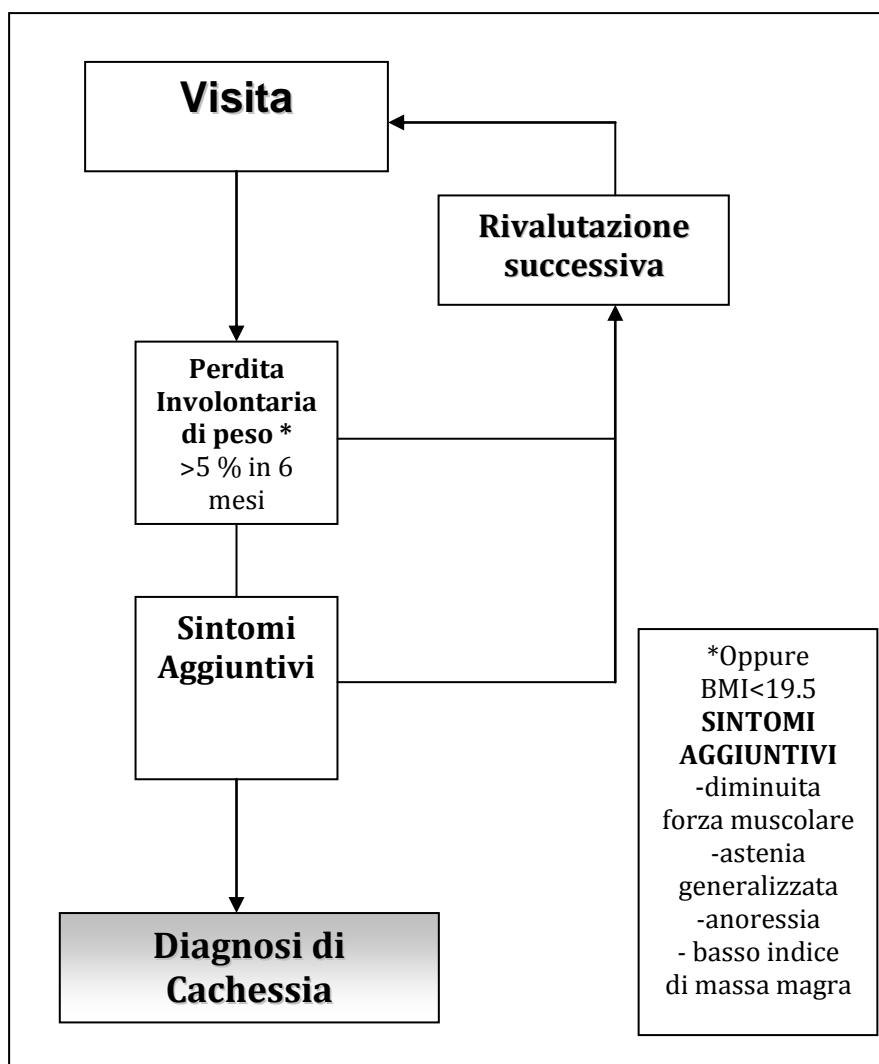 Visita
Rivalutazione
successiva
Perdita
Involontaria
di peso *
>5 % in 6
mesi
Sintomi
Aggiuntivi
*Oppure
BMI<19.5
SINTOMI
AGGIUNTIVI
-diminuita
forza muscolare
-astenia
generalizzata
-anoressia
- basso indice
di massa magra
Diagnosi di
Cachessia